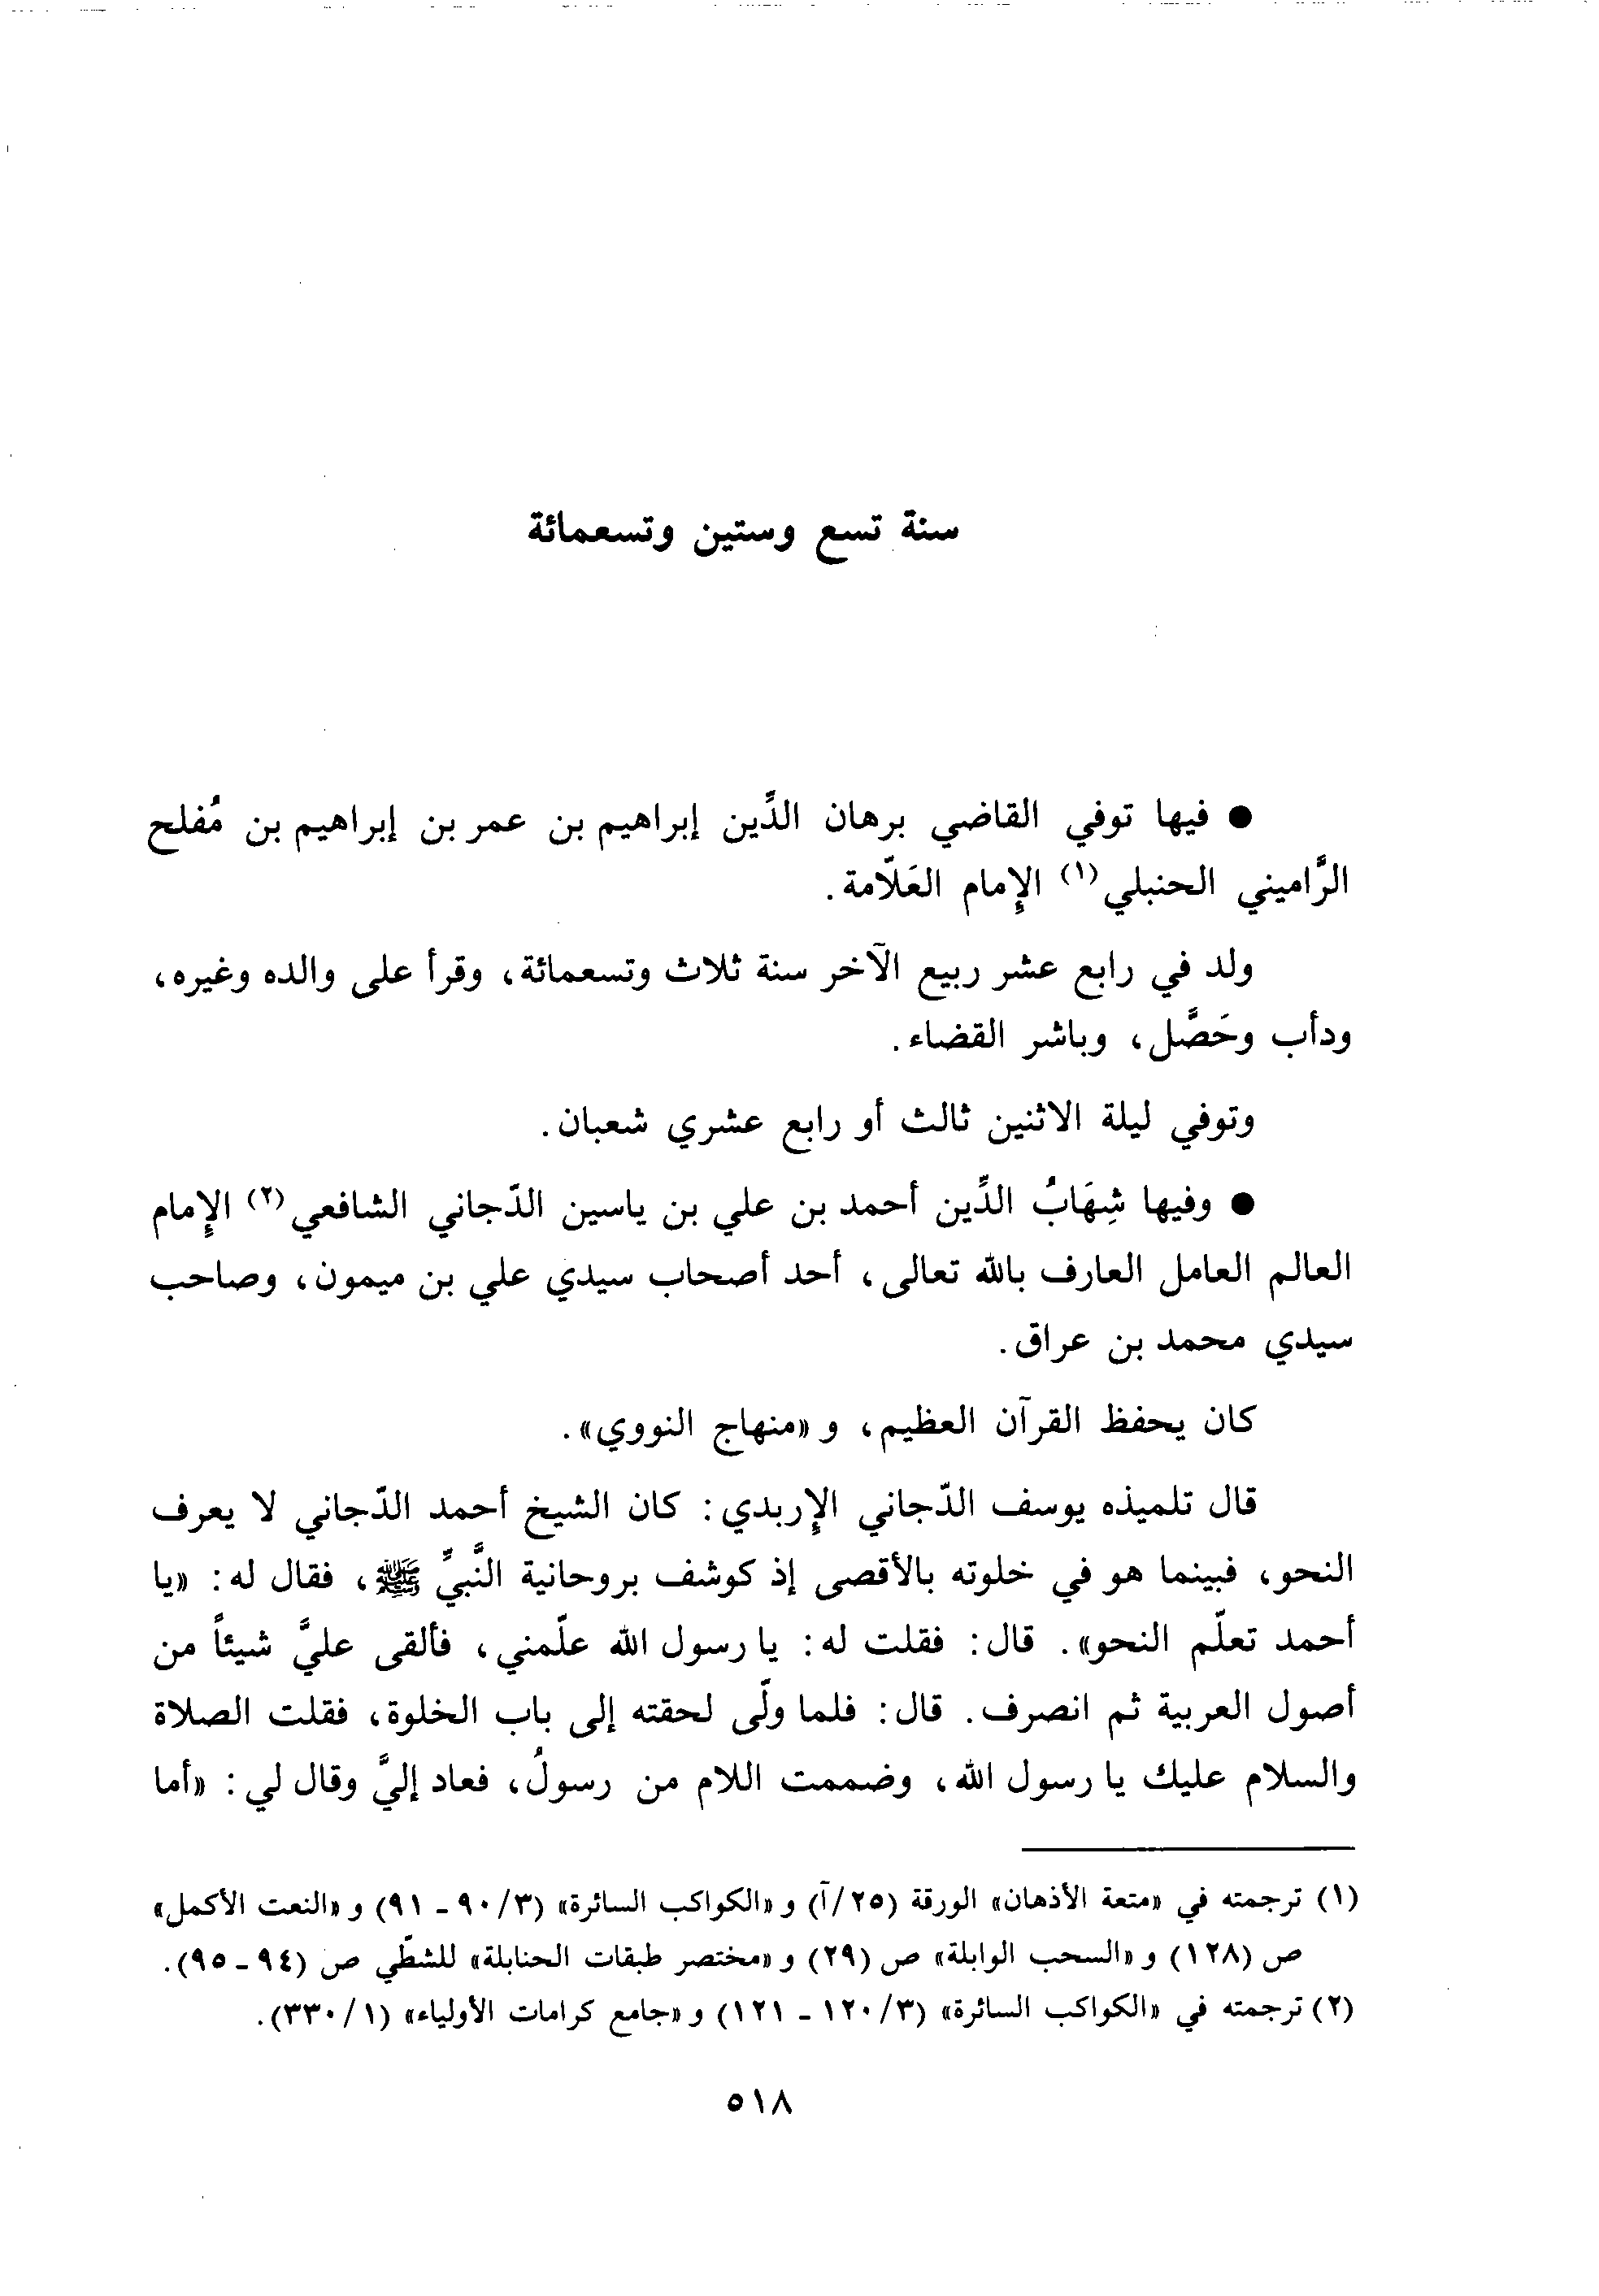 سنة تسع وستين وتسعمائة
● فيها توفي القاضي برهان الدِّين إبراهيم بن عمر بن إبراهيم بن مُفلح
الرَّاميني الحنبلي(١) الإِمام العَلّامة.
ولد في رابع عشر ربيع الآخر سنة ثلاث وتسعمائة، وقرأ على والده وغيره،
ودأب وحَصَّل، وباشر القضاء.
وتوفي ليلة الاثنين ثالث أو رابع عشري شعبان.
● وفيها شِهَابُ الدِّين أحمد بن علي بن ياسين الدّجاني الشافعي(٢) الإِمام
العالم العامل العارف بالله تعالى، أحد أصحاب سيدي علي بن ميمون، وصاحب
سيدي محمد بن عراق.
كان يحفظ القرآن العظيم، و «منهاج النووي».
قال تلميذه يوسف الدّجاني الإِربدي: كان الشيخ أحمد الدّجاني لا يعرف
النحو، فبينما هو في خلوته بالأقصى إذ كوشف بروحانية النَّبيِّ ﷺ، فقال له: «يا
أحمد تعلّم النحو». قال: فقلت له: يا رسول الله علّمني، فألقى عليَّ شيئاً من
أصول العربية ثم انصرف. قال: فلما ولّى لحقته إلى باب الخلوة، فقلت الصلاة
والسلام عليك يا رسول الله، وضممت اللام من رسولُ، فعاد إليَّ وقال لي: «أما
(١) ترجمته في «متعة الأذهان» الورقة (٢٥/آ) و «الكواكب السائرة» (٣/ ٩٠ - ٩١) و «النعت الأكمل»
ص (١٢٨) و «السحب الوابلة» ص (٢٩) و «مختصر طبقات الحنابلة» للشطّي ص (٩٤ - ٩٥).
(٢) ترجمته في «الكواكب السائرة» (٣/ ١٢٠ - ١٢١) و «جامع كرامات الأولياء» (١/ ٣٣٠).
٥١٨